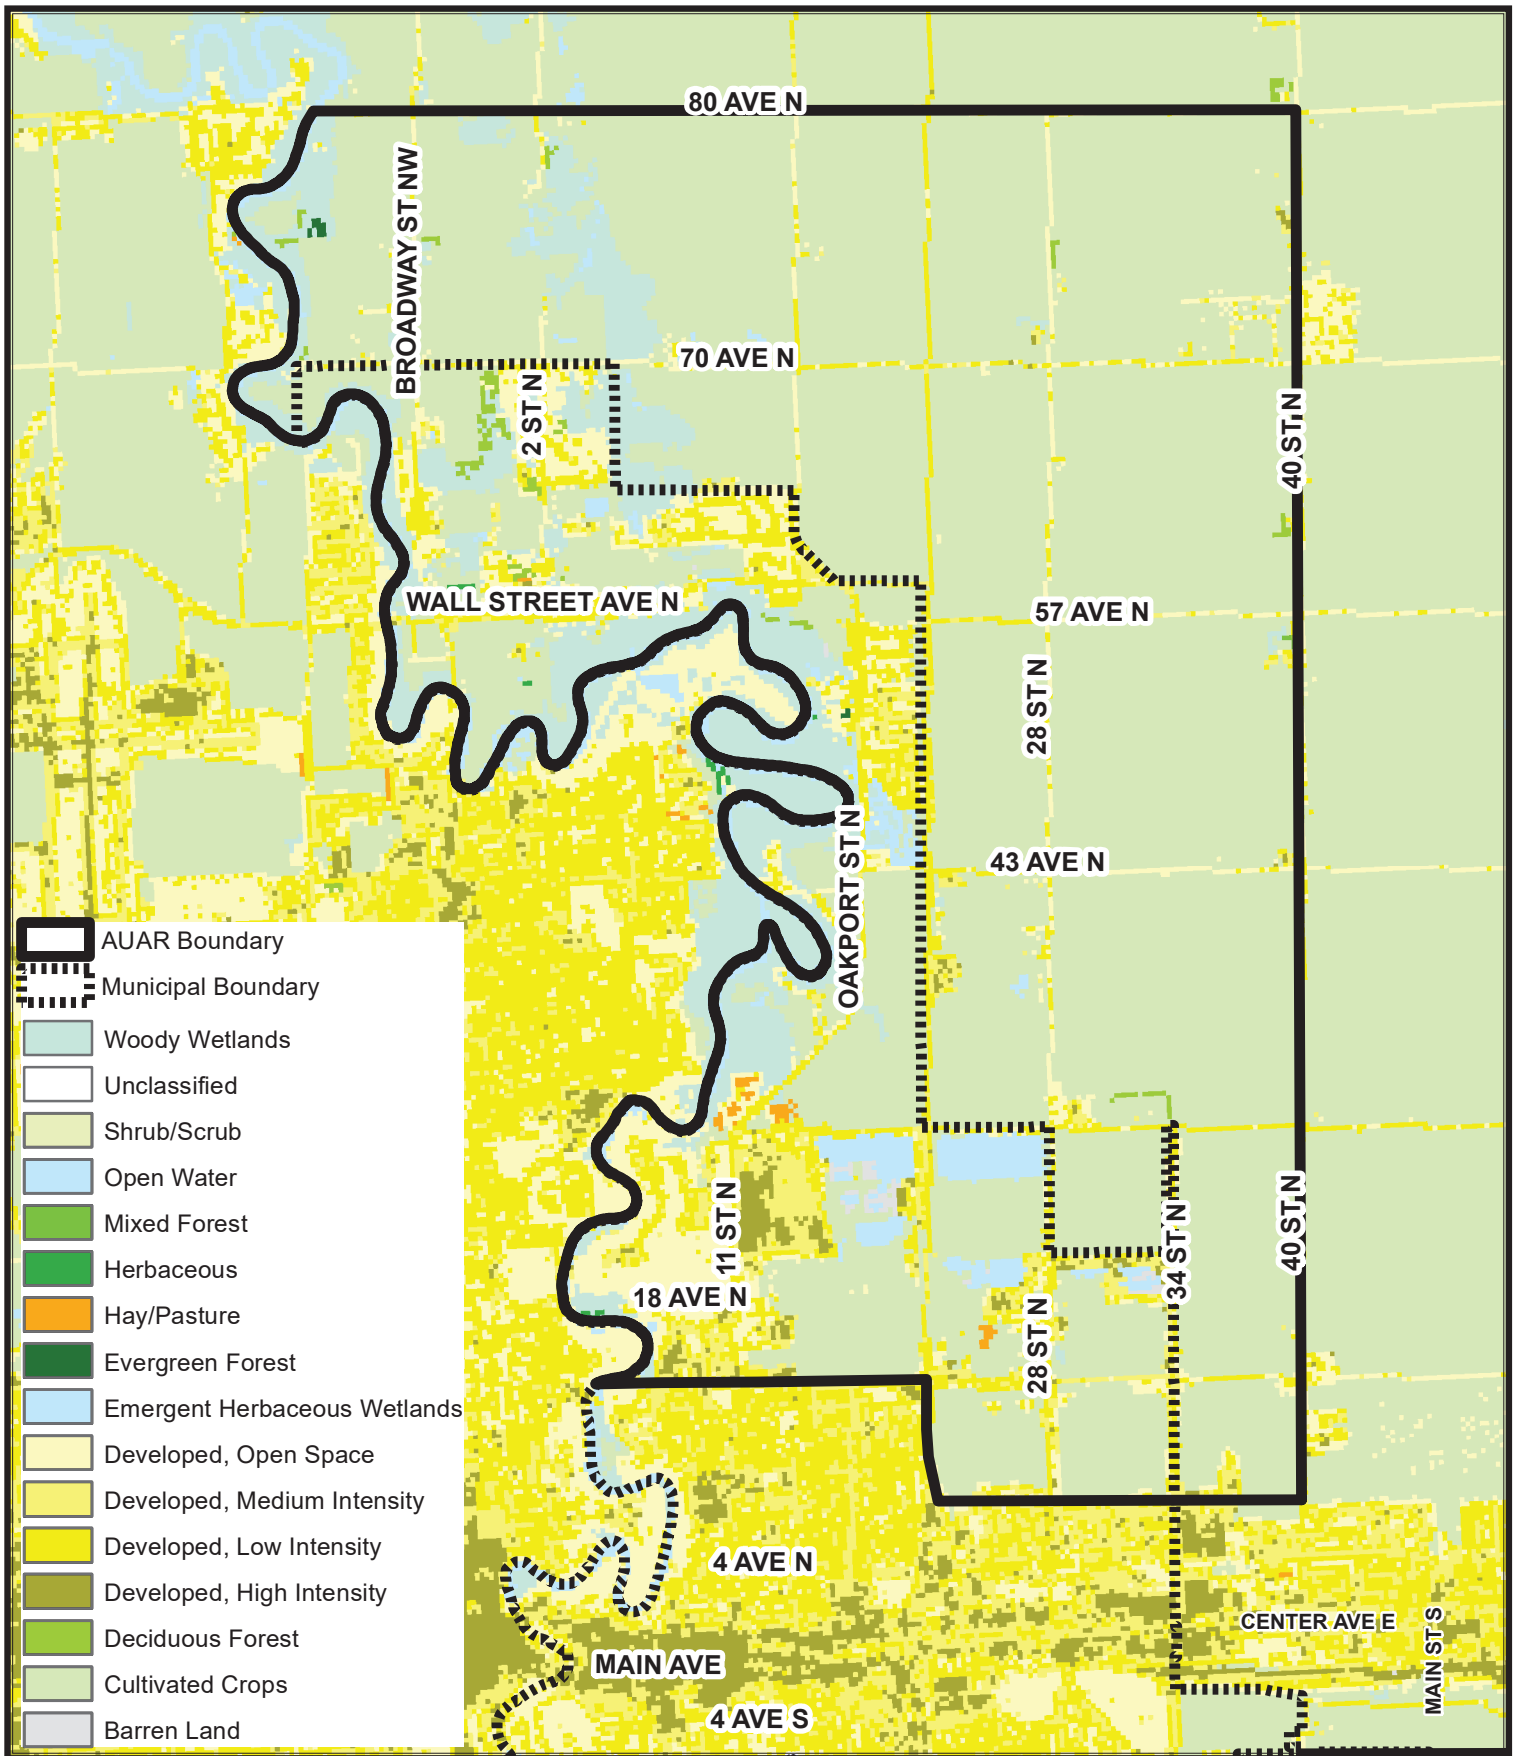 80 AVE N
BROADWAY ST NW
70 AVE N
2 ST N
40 ST N
WALL STREET AVE N
57 AVE N
28 ST N
OAKPORT ST N
43 AVE N
11 ST N
34 ST N
40 ST N
18 AVE N
28 ST N
4 AVE N
CENTER AVE E
MAIN ST S
MAIN AVE
4 AVE S
AUAR Boundary
Municipal Boundary
Woody Wetlands
Unclassified
Shrub/Scrub
Open Water
Mixed Forest
Herbaceous
Hay/Pasture
Evergreen Forest
Emergent Herbaceous Wetlands
Developed, Open Space
Developed, Medium Intensity
Developed, Low Intensity
Developed, High Intensity
Deciduous Forest
Cultivated Crops
Barren Land